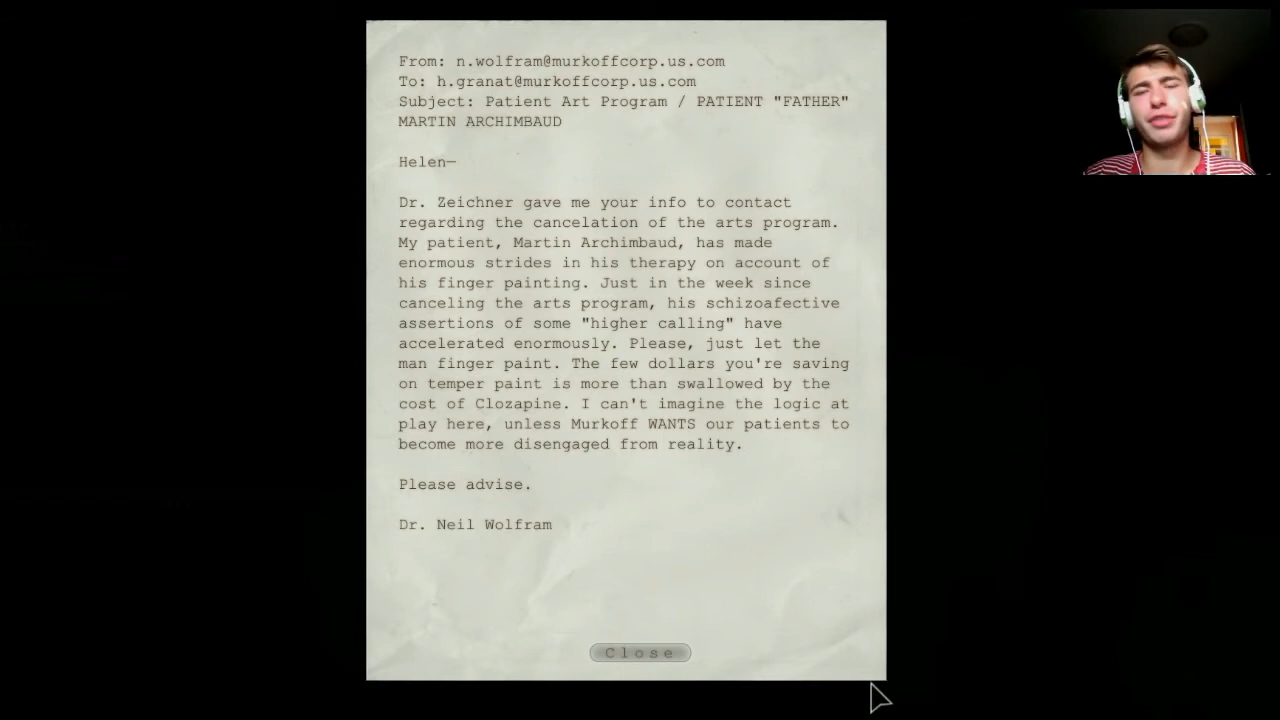 From: n.wolfram@murkoffcorp.us.com
To: h.granat@murkoffcorp.us.com
Subject: Patient Art Program / PATIENT "FATHER"
MARTIN ARCHIMBAUD
Helen—
Dr. Zeichner gave me your info to contact
regarding the cancelation of the arts program.
My patient, Martin Archimbaud, has made
enormous strides in his therapy on account of
his finger painting. Just in the week since
canceling the arts program, his schizoafective
assertions of some "higher calling" have
accelerated enormously. Please, just let the
man finger paint. The few dollars you're saving
on temper paint is more than swallowed by the
cost of Clozapine. I can't imagine the logic at
play here, unless Murkoff WANTS our patients to
become more disengaged from reality.
Please advise.
Dr. Neil Wolfram
Close